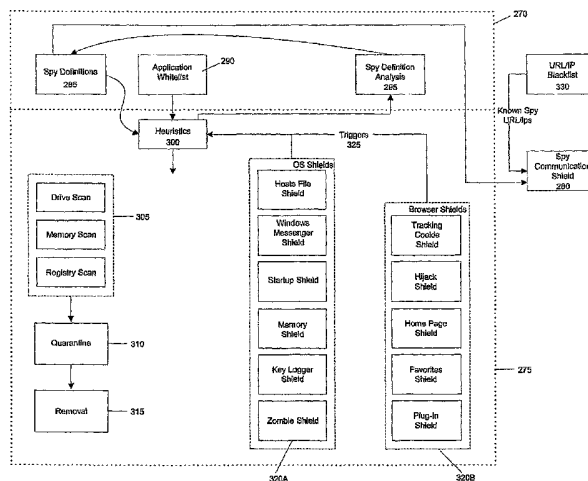 270
Spy Definitions
285
Application
Whitelist
290
Spy Definition
Analysis
295
URL/IP
Blacklist
330
Known Spy
URL/Ips
Heuristics
300
Triggers
325
Spy
Communication
Shield
280
OS Shields
Hosts File
Shield
Windows
Messenger
Shield
Startup Shield
Memory
Shield
Key Logger
Shield
Zombie Shield
320A
Browser Shields
Tracking
Cookie
Shield
Hijack
Shield
Home Page
Shield
Favorites
Shield
Plug-In
Shield
320B
Drive Scan
Memory Scan
Registry Scan
305
Quarantine
310
Removal
315
275